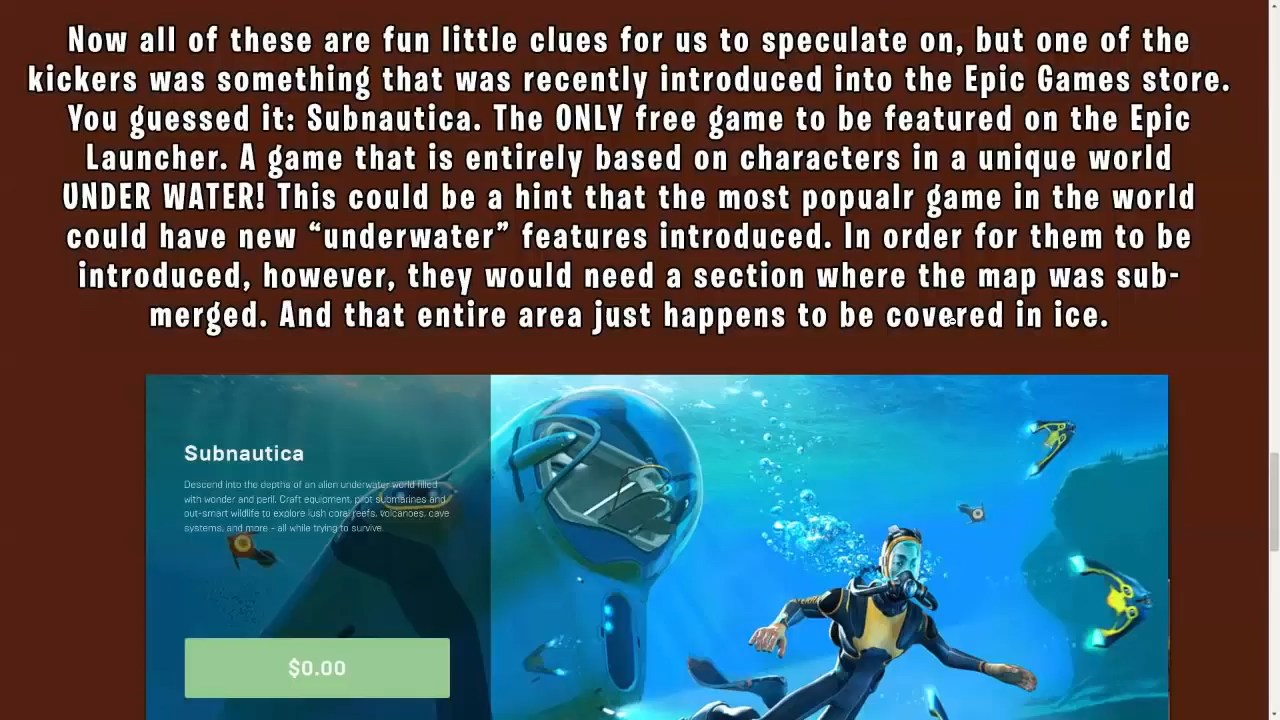 Now all of these are fun little clues for us to speculate on, but one of the
kickers was something that was recently introduced into the Epic Games store.
You guessed it: Subnautica. The ONLY free game to be featured on the Epic
Launcher. A game that is entirely based on characters in a unique world
UNDER WATER! This could be a hint that the most popualr game in the world
could have new “underwater” features introduced. In order for them to be
introduced, however, they would need a section where the map was sub-
merged. And that entire area just happens to be covered in ice.
Subnautica
Descend into the depths of an alien underwater world filled
with wonder and peril. Craft equipment, pilot submarines and
out-smart wildlife to explore lush coral reefs, volcanoes, cave
systems, and more - all while trying to survive.
$0.00